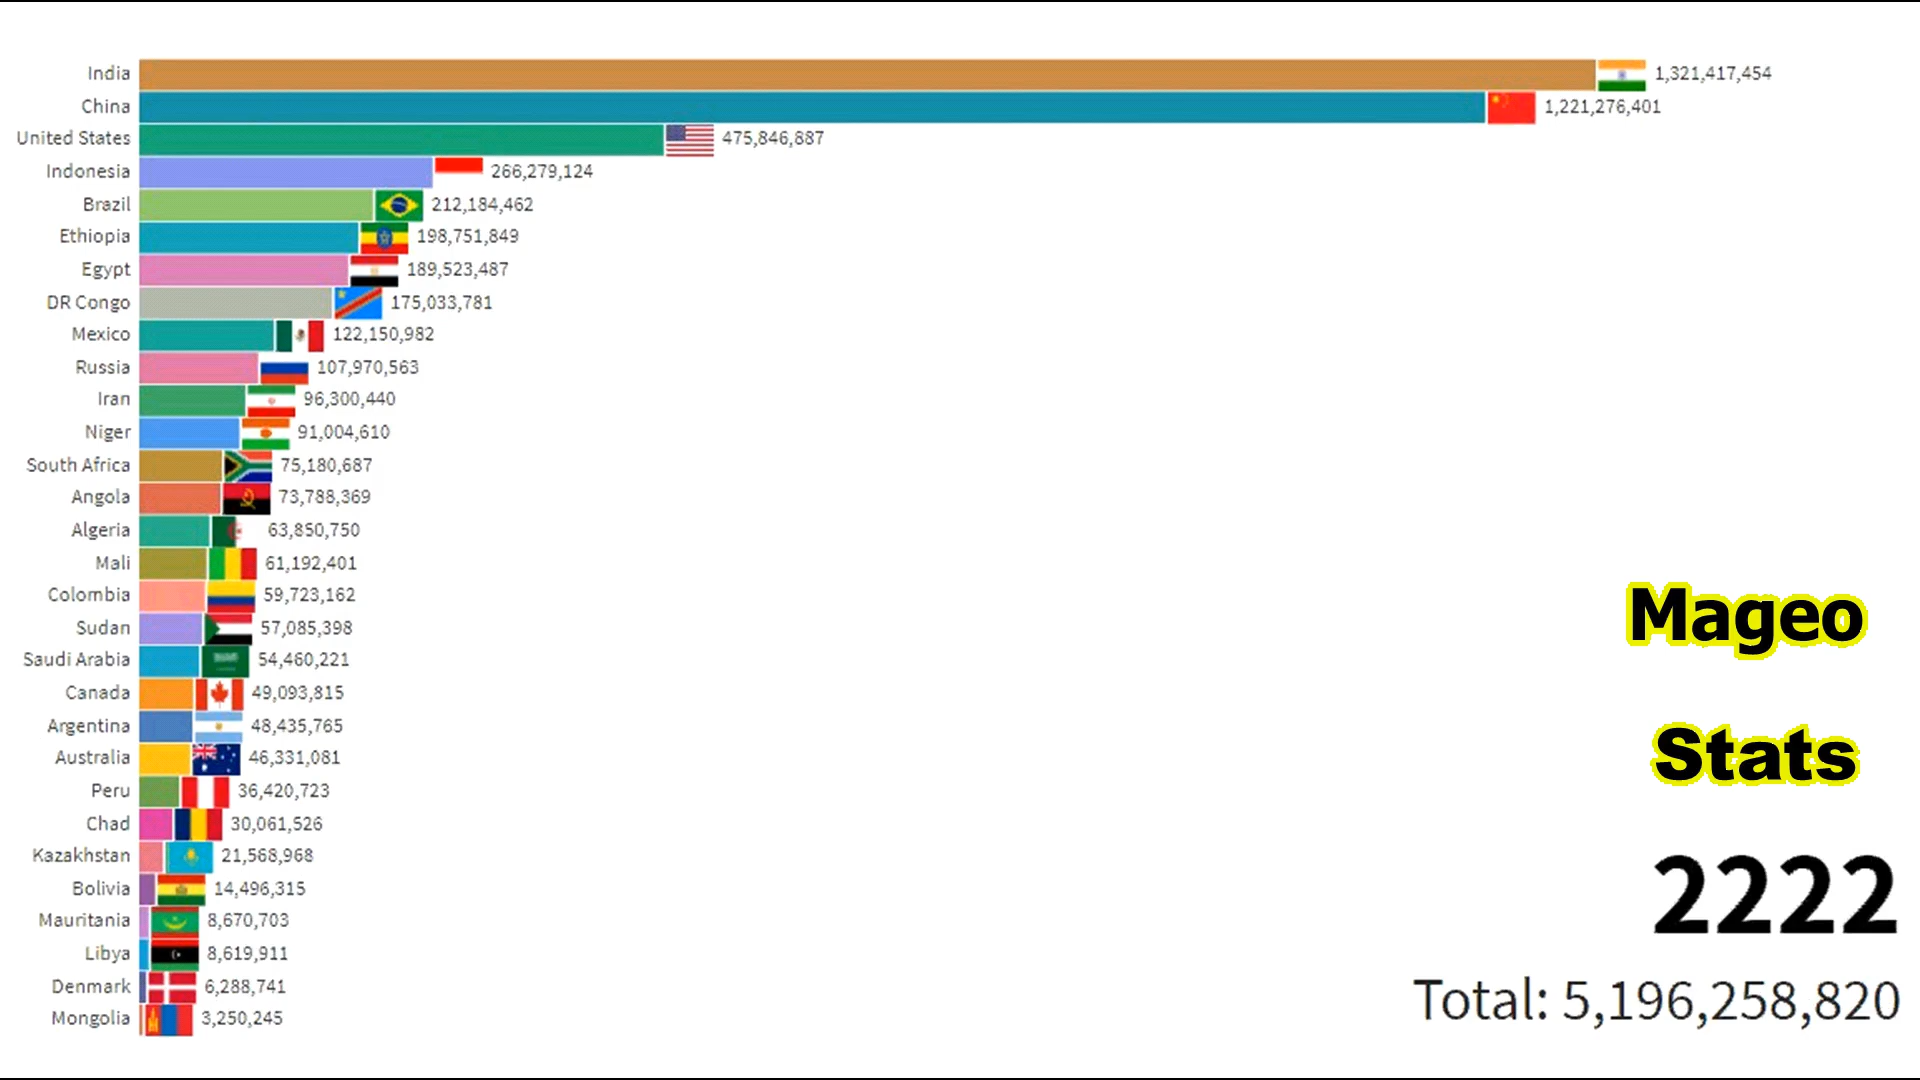 India 1,321,417,454
China 1,221,276,401
United States 475,846,887
Indonesia 266,279,124
Brazil 212,184,462
Ethiopia 198,751,849
Egypt 189,523,487
DR Congo 175,033,781
Mexico 122,150,982
Russia 107,970,563
Iran 96,300,440
Niger 91,004,610
South Africa 75,180,687
Angola 73,788,369
Algeria 63,850,750
Mali 61,192,401
Colombia 59,723,162
Sudan 57,085,398
Saudi Arabia 54,460,221
Canada 49,093,815
Argentina 48,435,765
Australia 46,331,081
Peru 36,420,723
Chad 30,061,526
Kazakhstan 21,568,968
Bolivia 14,496,315
Mauritania 8,670,703
Libya 8,619,911
Denmark 6,288,741
Mongolia 3,250,245
Mageo
Stats
2222
Total: 5,196,258,820